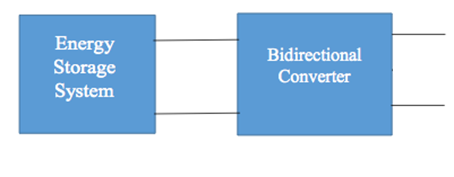 Energy
Storage
System
Bidirectional
Converter